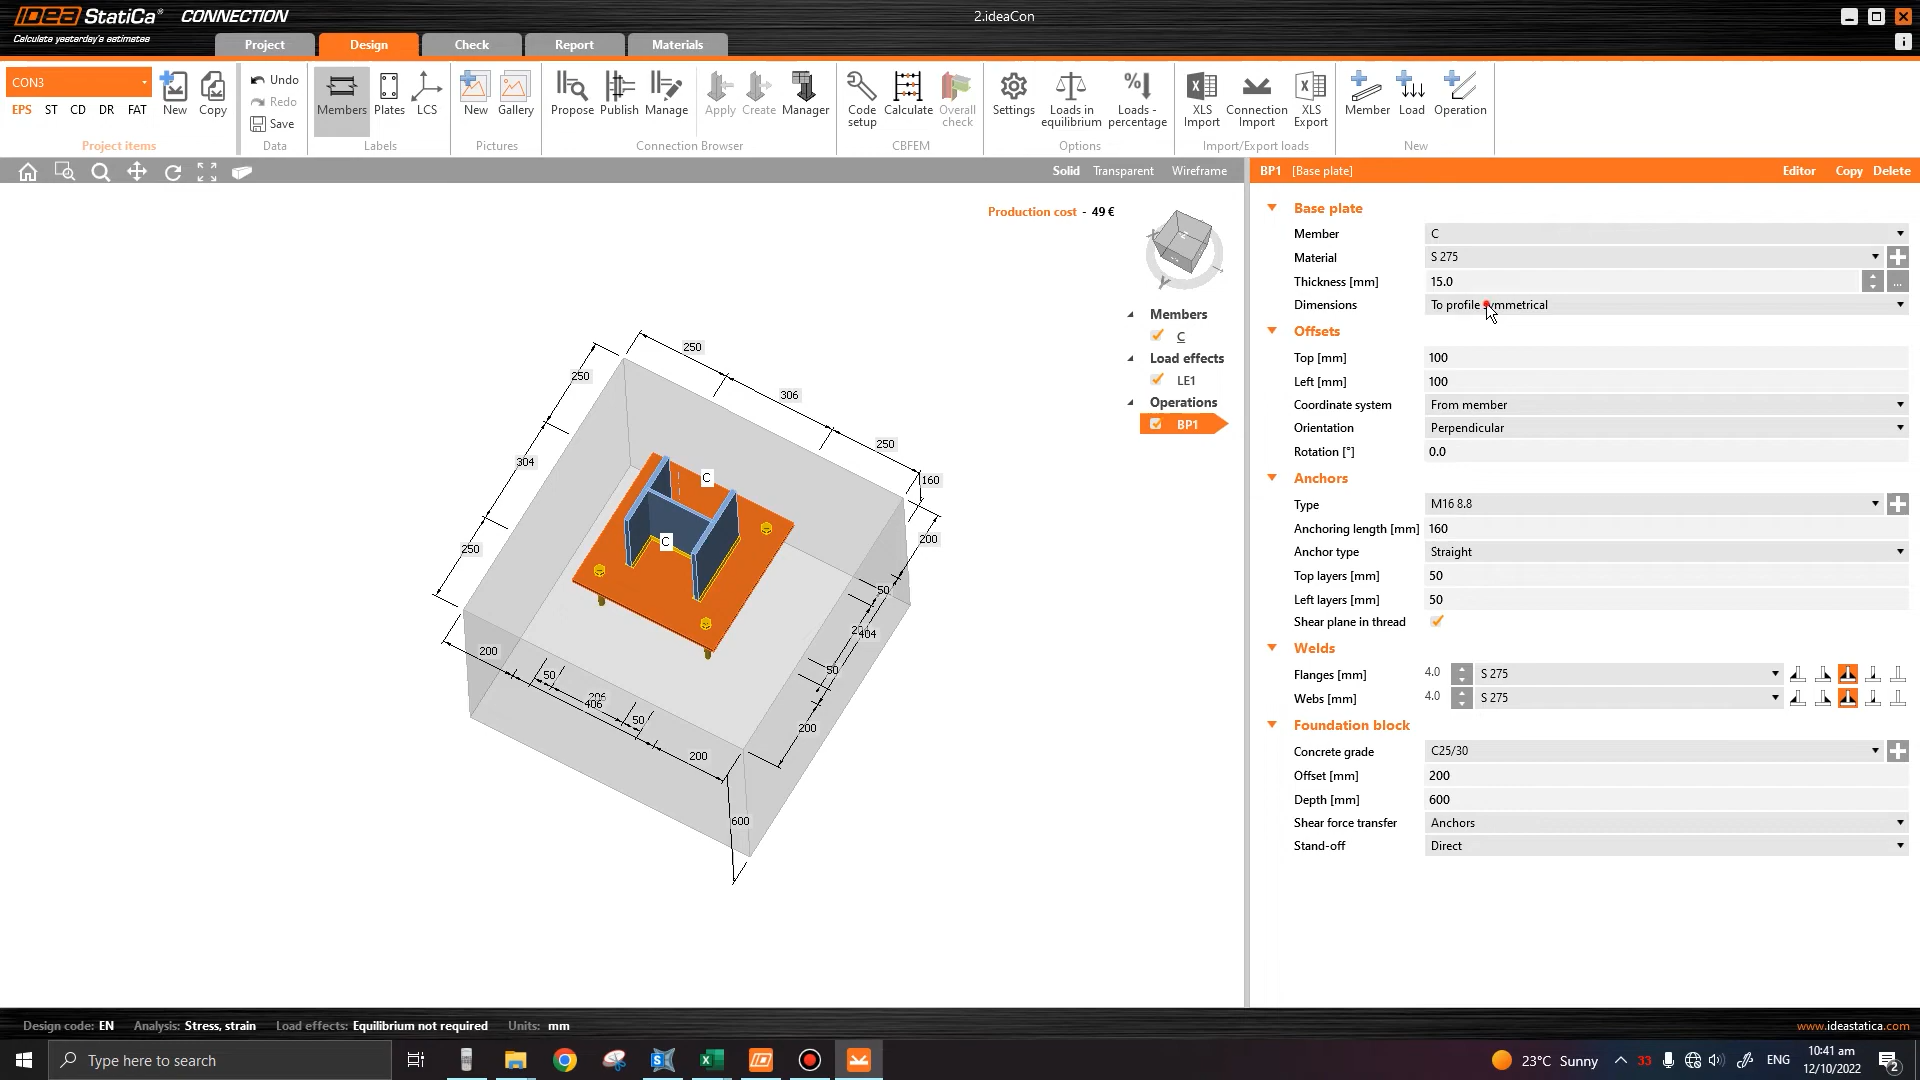 IDEA StatiCa® CONNECTION
Calculate yesterday's estimates
2.ideaCon
Project Design Check Report Materials
CON3
EPS ST CD DR FAT
New Copy
Project items
Undo
Redo
Save
Data
Members Plates LCS
Labels
New Gallery
Pictures
Propose Publish Manage Apply Create Manager
Connection Browser
Code setup Calculate Overall check
CBFEM
Settings Loads in equilibrium Loads - percentage
Options
XLS Import Connection Import XLS Export
Import/Export loads
Member Load Operation
New
Solid Transparent Wireframe
BP1 [Base plate] Editor Copy Delete
Production cost - 49 €
Members
C
Load effects
LE1
Operations
BP1
250
306
250
160
250
304
250
C
C
200
50
404
50
200
200
50
406
50
200
600
Base plate
Member C
Material S 275
Thickness [mm] 15.0
Dimensions To profile symmetrical
Offsets
Top [mm] 100
Left [mm] 100
Coordinate system From member
Orientation Perpendicular
Rotation [°] 0.0
Anchors
Type M16 8.8
Anchoring length [mm] 160
Anchor type Straight
Top layers [mm] 50
Left layers [mm] 50
Shear plane in thread
Welds
Flanges [mm] 4.0 S 275
Webs [mm] 4.0 S 275
Foundation block
Concrete grade C25/30
Offset [mm] 200
Depth [mm] 600
Shear force transfer Anchors
Stand-off Direct
Design code: EN Analysis: Stress, strain Load effects: Equilibrium not required Units: mm
www.ideastatica.com
Type here to search
23°C Sunny 33 ENG
10:41 am
12/10/2022
2